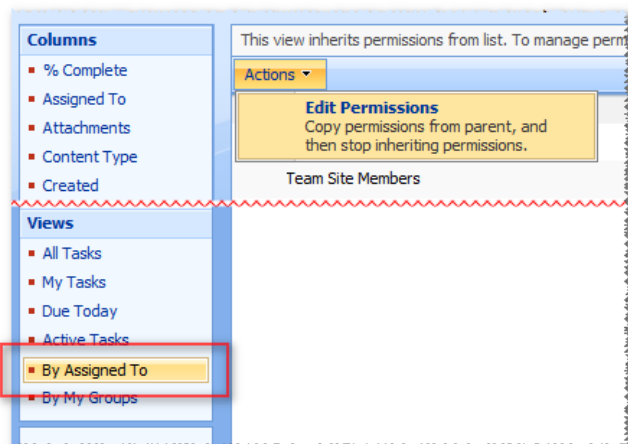 Columns
% Complete
Assigned To
Attachments
Content Type
Created
Views
All Tasks
My Tasks
Due Today
Active Tasks
By Assigned To
By My Groups
This view inherits permissions from list. To manage perm
Actions
Edit Permissions
Copy permissions from parent, and
then stop inheriting permissions.
Team Site Members